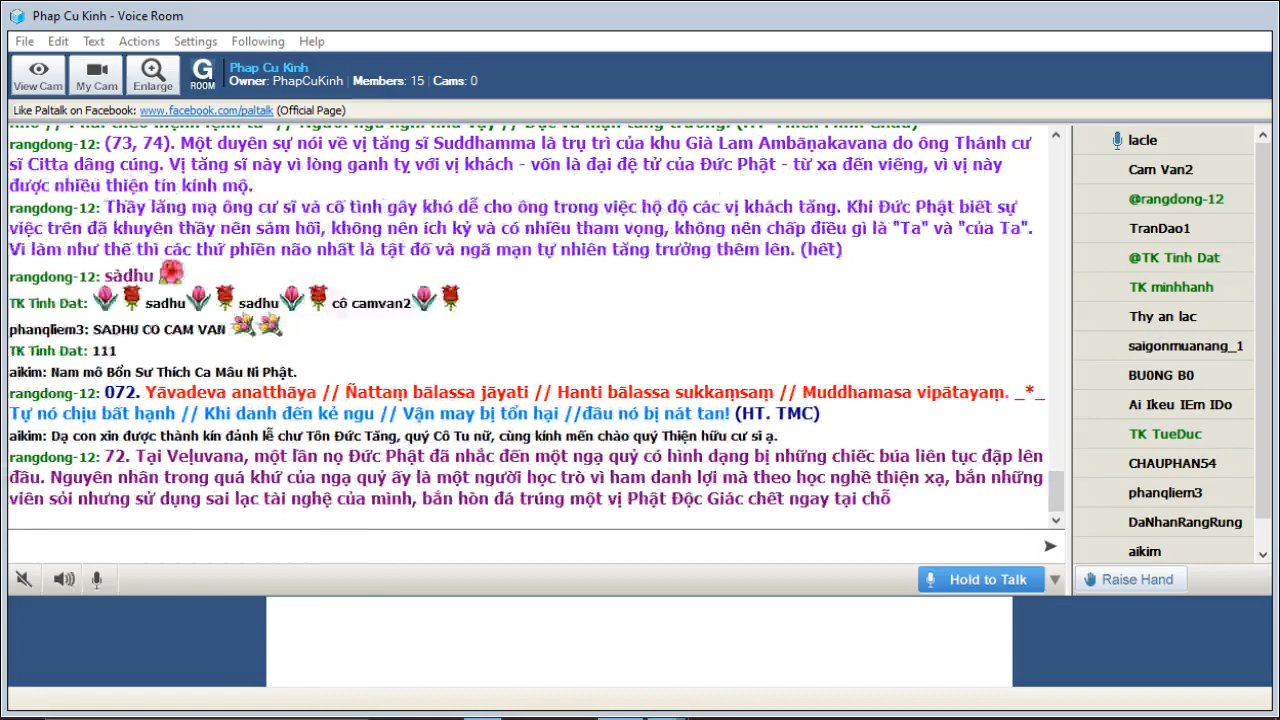 Phap Cu Kinh - Voice Room
File Edit Text Actions Settings Following Help
View Cam
My Cam
Enlarge
G
ROOM
Phap Cu Kinh
Owner: PhapCuKinh | Members: 15 | Cams: 0
Like Paltalk on Facebook: www.facebook.com/paltalk (Official Page)
rangdong-12: (73, 74). Một duyên sự nói về vị tăng sĩ Suddhamma là trụ trì của khu Già Lam Ambāṇakavana do ông Thánh cư
sĩ Citta dâng cúng. Vị tăng sĩ này vì lòng ganh tỵ với vị khách - vốn là đại đệ tử của Đức Phật - từ xa đến viếng, vì vị này
được nhiều thiện tín kính mộ.
rangdong-12: Thầy lăng mạ ông cư sĩ và cố tình gây khó dễ cho ông trong việc hộ độ các vị khách tăng. Khi Đức Phật biết sự
việc trên đã khuyên thầy nên sám hối, không nên ích kỷ và có nhiều tham vọng, không nên chấp điều gì là "Ta" và "của Ta".
Vì làm như thế thì các thứ phiền não nhất là tật đố và ngã mạn tự nhiên tăng trưởng thêm lên. (hết)
rangdong-12: sàdhu
TK Tinh Dat: sadhu sadhu cô camvan2
phanqliem3: SADHU CO CAM VAN
TK Tinh Dat: 111
aikim: Nam mô Bổn Sư Thích Ca Mâu Ni Phật.
rangdong-12: 072. Yāvadeva anatthāya // Ñattaṃ bālassa jāyati // Hanti bālassa sukkaṃsaṃ // Muddhamasa vipātayaṃ. _*_
Tự nó chịu bất hạnh // Khi danh đến kẻ ngu // Vận may bị tổn hại //đầu nó bị nát tan! (HT. TMC)
aikim: Dạ con xin được thành kín đảnh lễ chư Tôn Đức Tăng, quý Cô Tu nữ, cùng kính mến chào quý Thiện hữu cư sĩ ạ.
rangdong-12: 72. Tại Veḷuvana, một lần nọ Đức Phật đã nhắc đến một ngạ quỷ có hình dạng bị những chiếc búa liên tục đập lên
đầu. Nguyên nhân trong quá khứ của ngạ quỷ ấy là một người học trò vì ham danh lợi mà theo học nghề thiện xạ, bắn những
viên sỏi nhưng sử dụng sai lạc tài nghệ của mình, bắn hòn đá trúng một vị Phật Độc Giác chết ngay tại chỗ
lacle
Cam Van2
@rangdong-12
TranDao1
@TK Tinh Dat
TK minhhanh
Thy an lac
saigonmuanang_1
BU0NG B0
Ai Ikeu IEm IDo
TK TueDuc
CHAUPHAN54
phanqliem3
DaNhanRangRung
aikim
Hold to Talk
Raise Hand